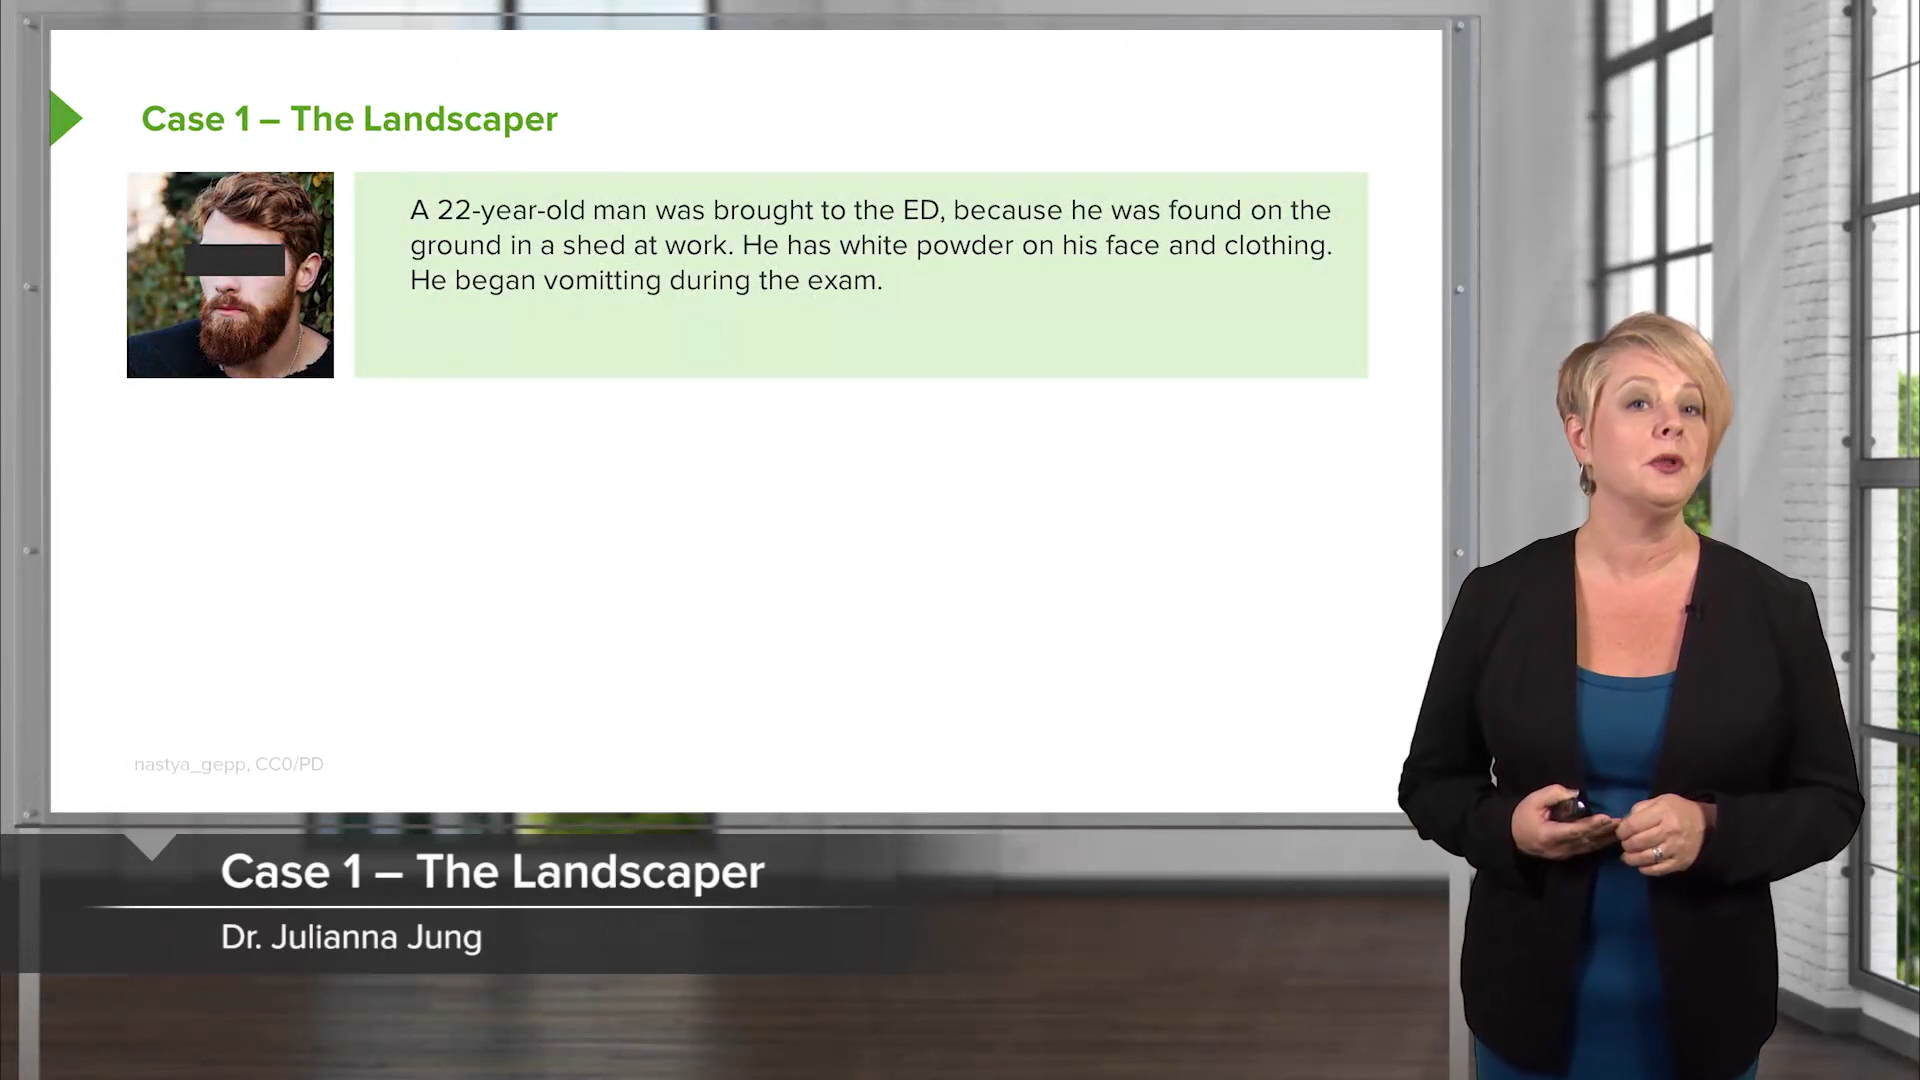 Case 1 – The Landscaper
A 22-year-old man was brought to the ED, because he was found on the
ground in a shed at work. He has white powder on his face and clothing.
He began vomitting during the exam.
nastya_gepp, CC0/PD
Case 1 – The Landscaper
Dr. Julianna Jung